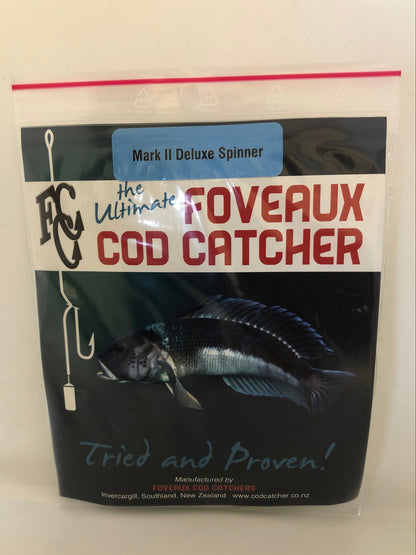 Mark II Deluxe Spinner
FCC
the
Ultimate
FOVEAUX
COD CATCHER
Tried and Proven!
Manufactured by
FOVEAUX COD CATCHERS
Invercargill, Southland, New Zealand www.codcatcher.co.nz